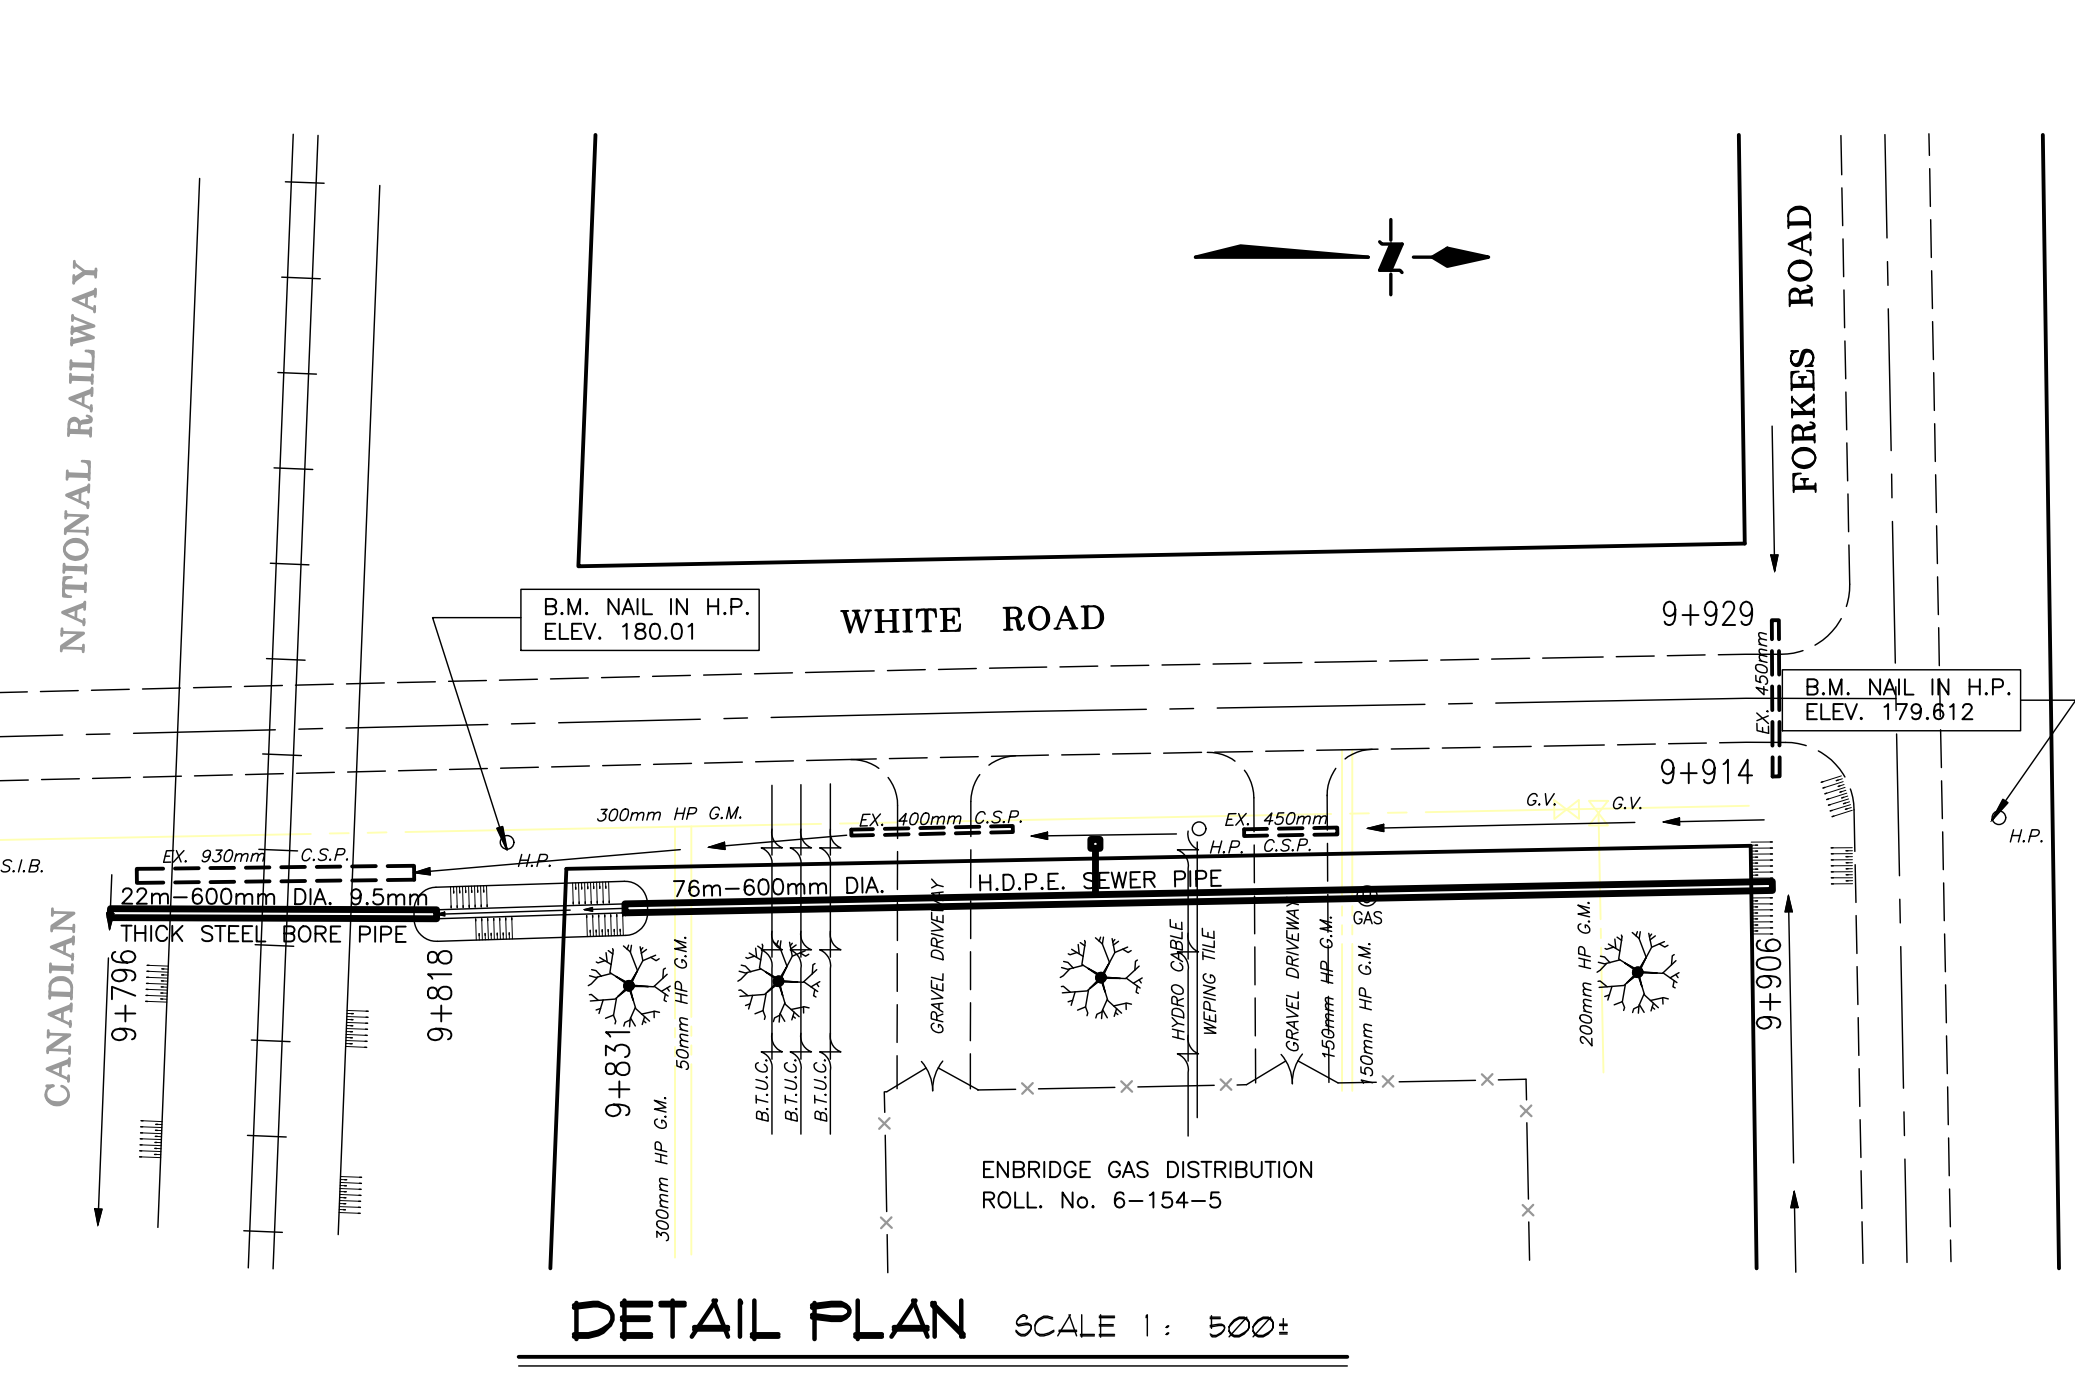 NATIONAL RAILWAY
CANADIAN
FORKES ROAD
N
B.M. NAIL IN H.P.
ELEV. 180.01
WHITE ROAD
9+929
EX. 450mm
B.M. NAIL IN H.P.
ELEV. 179.612
9+914
H.P.
300mm HP G.M.
G.V.
G.V.
EX. 400mm C.S.P.
EX. 450mm
H.P. C.S.P.
S.I.B.
EX. 930mm C.S.P.
H.P.
22m-600mm DIA. 9.5mm
THICK STEEL BORE PIPE
76m-600mm DIA. H.D.P.E. SEWER PIPE
GAS
9+796
9+818
9+831
9+906
50mm HP G.M.
300mm HP G.M.
B.T.U.C.
B.T.U.C.
B.T.U.C.
GRAVEL DRIVEWAY
HYDRO CABLE
WEPING TILE
GRAVEL DRIVEWAY
150mm HP G.M.
150mm HP G.M.
200mm HP G.M.
ENBRIDGE GAS DISTRIBUTION
ROLL. No. 6-154-5
DETAIL PLAN SCALE 1: 500±